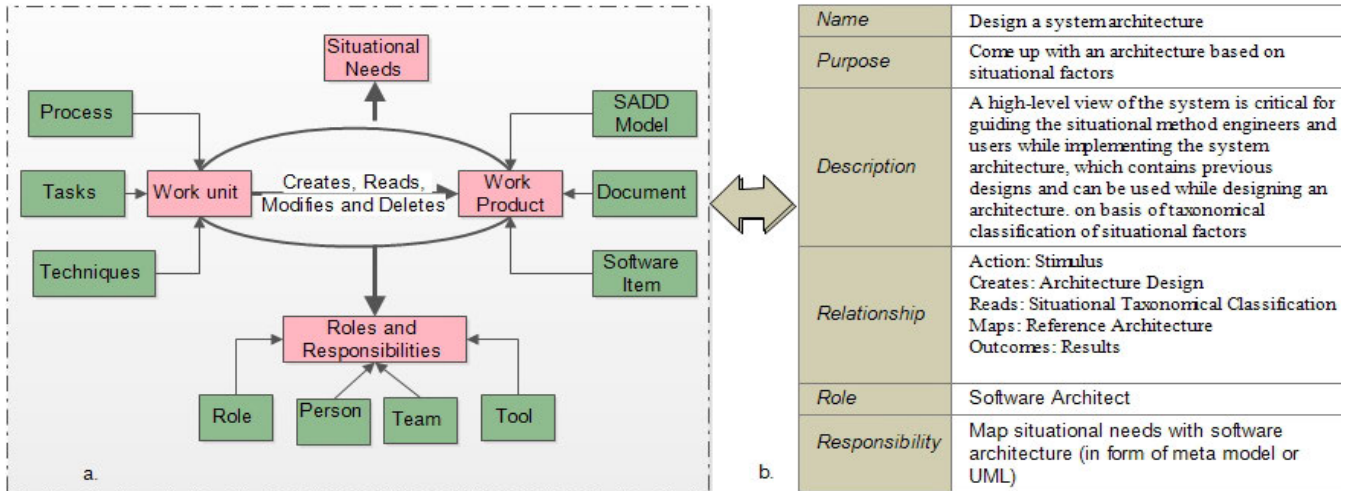 Situational
Needs
Process
SADD
Model
Tasks
Work unit
Creates, Reads,
Modifies and Deletes
Work
Product
Document
Techniques
Software
Item
Roles and
Responsibilities
Role
Person
Team
Tool
a.
b.
Name
Design a system architecture
Purpose
Come up with an architecture based on
situational factors
Description
A high-level view of the system is critical for
guiding the situational method engineers and
users while implementing the system
architecture, which contains previous
designs and can be used while designing an
architecture. on basis of taxonomical
classification of situational factors
Relationship
Action: Stimulus
Creates: Architecture Design
Reads: Situational Taxonomical Classification
Maps: Reference Architecture
Outcomes: Results
Role
Software Architect
Responsibility
Map situational needs with software
architecture (in form of meta model or
UML)